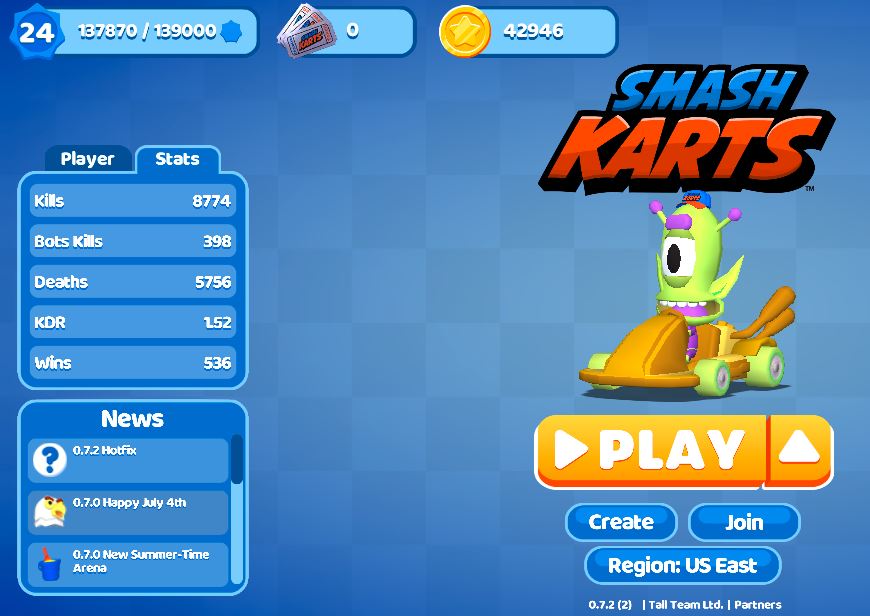 24
137870 / 139000
KARTS
0
42946
SMASH
KARTS
TM
Player
Stats
Kills 8774
Bots Kills 398
Deaths 5756
KDR 1.52
Wins 536
News
0.7.2 Hotfix
0.7.0 Happy July 4th
0.7.0 New Summer-Time
Arena
PLAY
Create
Join
Region: US East
0.7.2 (2) | Tall Team Ltd. | Partners